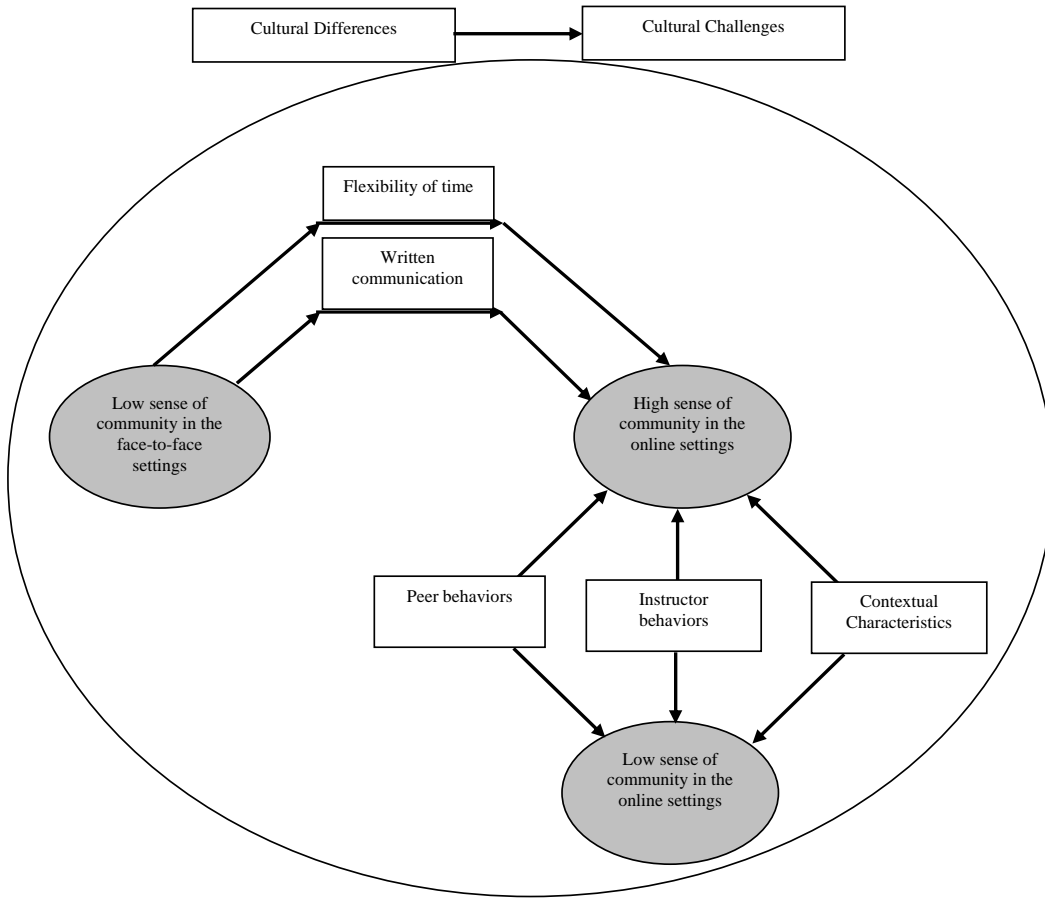 Cultural Differences
Cultural Challenges
Flexibility of time
Written
communication
Low sense of
community in the
face-to-face
settings
High sense of
community in the
online settings
Peer behaviors
Instructor
behaviors
Contextual
Characteristics
Low sense of
community in the
online settings